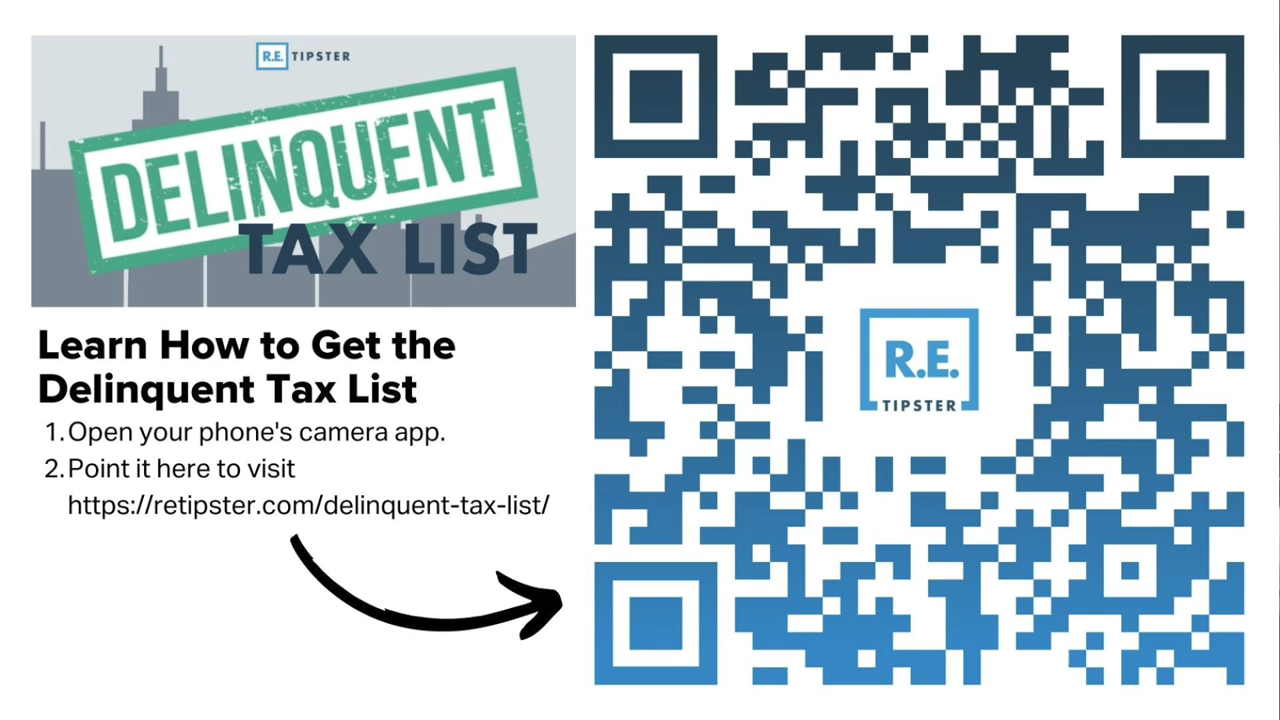 R.E. TIPSTER
DELINQUENT
TAX LIST
Learn How to Get the
Delinquent Tax List
1. Open your phone's camera app.
2. Point it here to visit
https://retipster.com/delinquent-tax-list/
R.E.
TIPSTER